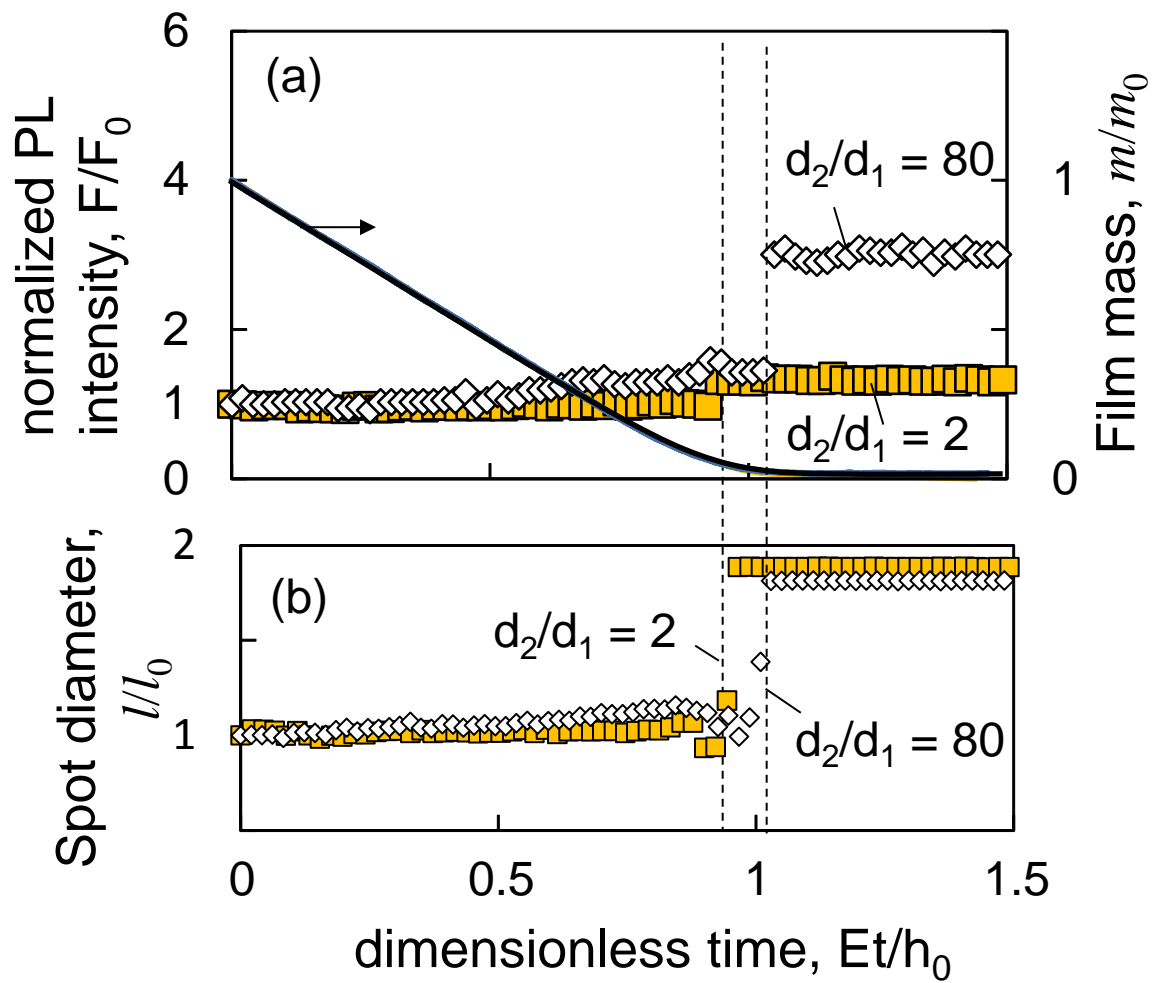 normalized PL
intensity, F/F₀
6
4
2
1
0
(a)
d₂/d₁ = 80
d₂/d₁ = 2
1
0
Film mass, m/m₀
Spot diameter,
l/l₀
2
1
(b)
d₂/d₁ = 2
d₂/d₁ = 80
0 0.5 1 1.5
dimensionless time, Et/h₀